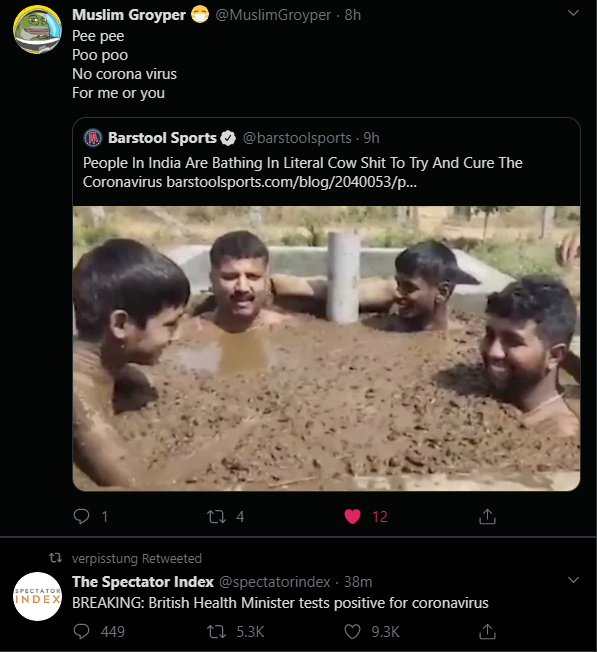 Muslim Groyper 😷 @MuslimGroyper · 8h
Pee pee
Poo poo
No corona virus
For me or you
Barstool Sports @barstoolsports · 9h
People In India Are Bathing In Literal Cow Shit To Try And Cure The
Coronavirus barstoolsports.com/blog/2040053/p...
1 4 12
verpisstung Retweeted
SPECTATOR
INDEX
The Spectator Index @spectatorindex · 38m
BREAKING: British Health Minister tests positive for coronavirus
449 5.3K 9.3K